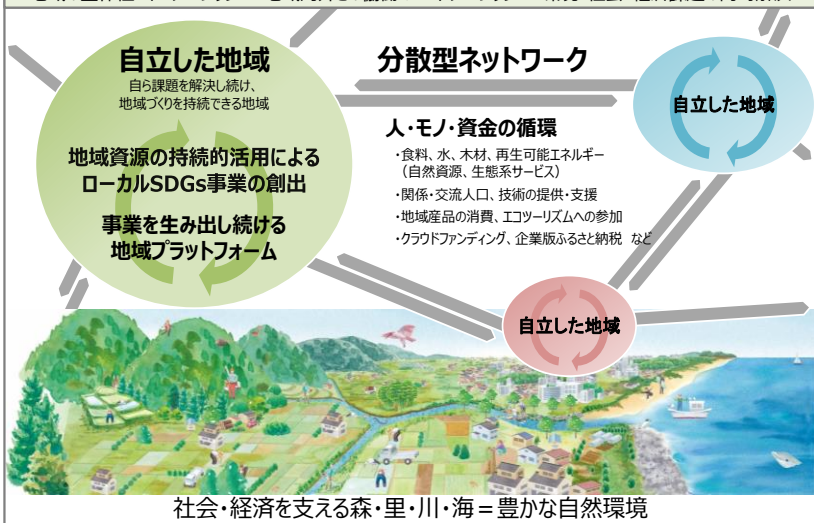 自立した地域
自ら課題を解決し続け、
地域づくりを持続できる地域
地域資源の持続的活用による
ローカルSDGs事業の創出
事業を生み出し続ける
地域プラットフォーム
分散型ネットワーク
人・モノ・資金の循環
・食料、水、木材、再生可能エネルギー
（自然資源、生態系サービス）
・関係・交流人口、技術の提供・支援
・地域産品の消費、エコツーリズムへの参加
・クラウドファンディング、企業版ふるさと納税 など
自立した地域
自立した地域
社会・経済を支える森・里・川・海＝豊かな自然環境